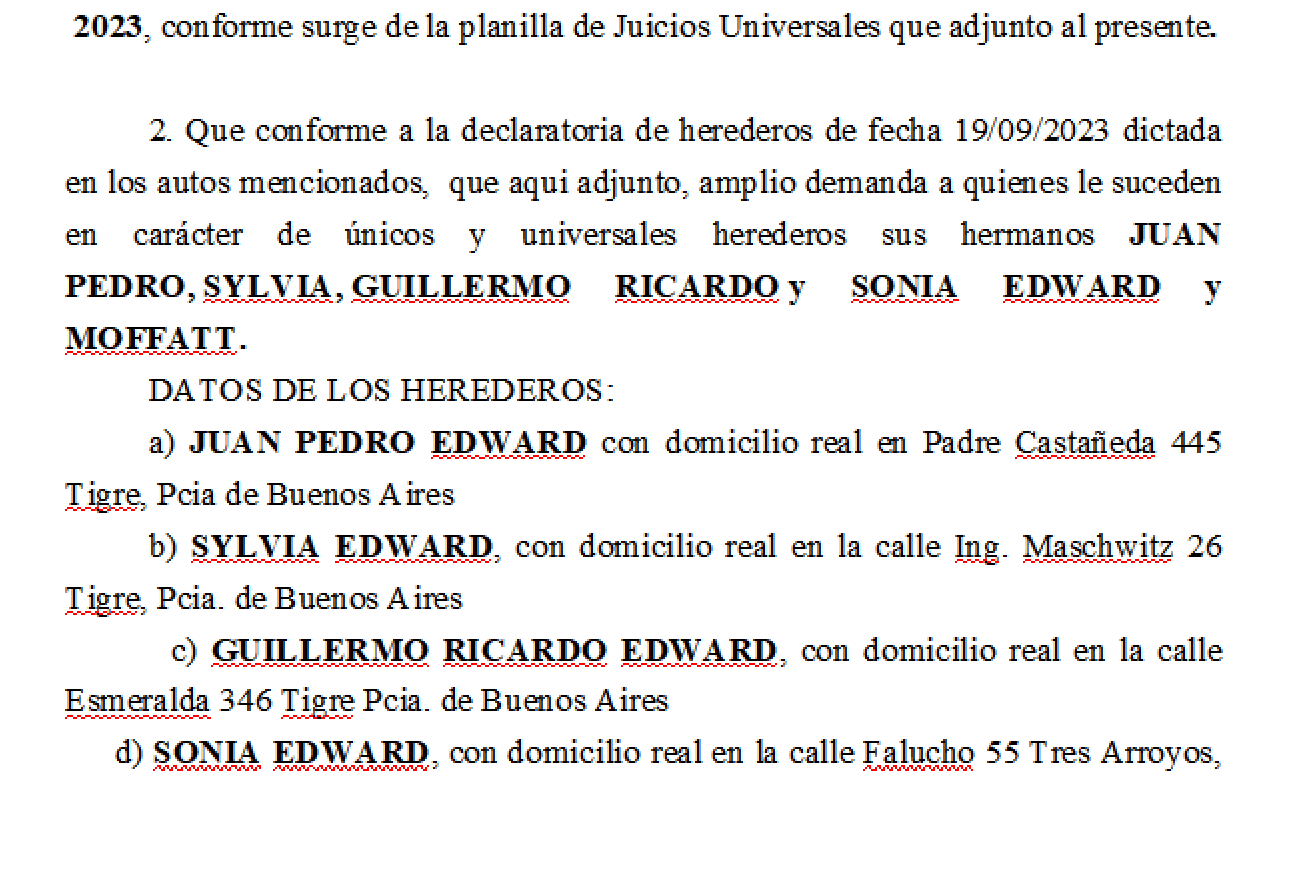 2023, conforme surge de la planilla de Juicios Universales que adjunto al presente.
2. Que conforme a la declaratoria de herederos de fecha 19/09/2023 dictada
en los autos mencionados, que aqui adjunto, amplio demanda a quienes le suceden
en carácter de únicos y universales herederos sus hermanos JUAN
PEDRO, SYLVIA, GUILLERMO RICARDO y SONIA EDWARD y
MOFFATT.
DATOS DE LOS HEREDEROS:
a) JUAN PEDRO EDWARD con domicilio real en Padre Castañeda 445
Tigre, Pcia de Buenos Aires
b) SYLVIA EDWARD, con domicilio real en la calle Ing. Maschwitz 26
Tigre, Pcia. de Buenos Aires
c) GUILLERMO RICARDO EDWARD, con domicilio real en la calle
Esmeralda 346 Tigre Pcia. de Buenos Aires
d) SONIA EDWARD, con domicilio real en la calle Falucho 55 Tres Arroyos,